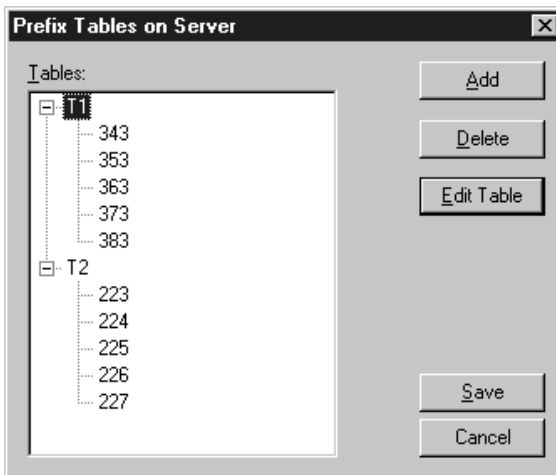 Prefix Tables on Server
Tables:
T1
343
353
363
373
383
T2
223
224
225
226
227
Add
Delete
Edit Table
Save
Cancel